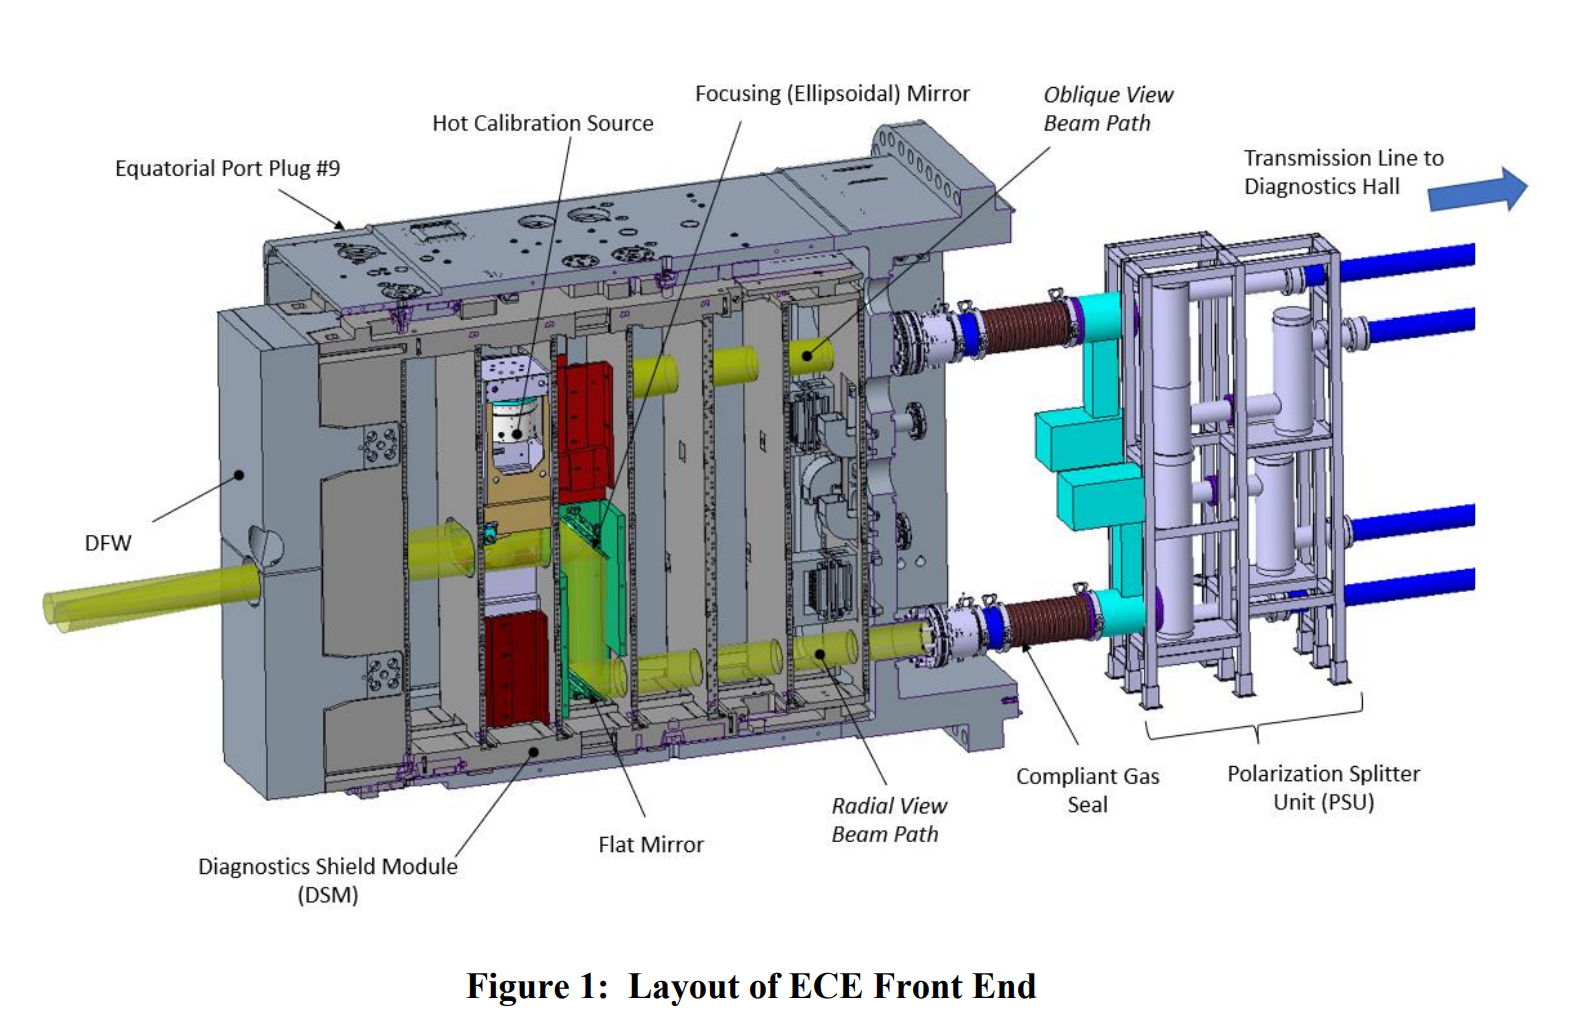 Focusing (Ellipsoidal) Mirror
Oblique View
Beam Path
Hot Calibration Source
Equatorial Port Plug #9
Transmission Line to
Diagnostics Hall
DFW
Compliant Gas
Seal
Polarization Splitter
Unit (PSU)
Radial View
Beam Path
Flat Mirror
Diagnostics Shield Module
(DSM)
Figure 1: Layout of ECE Front End